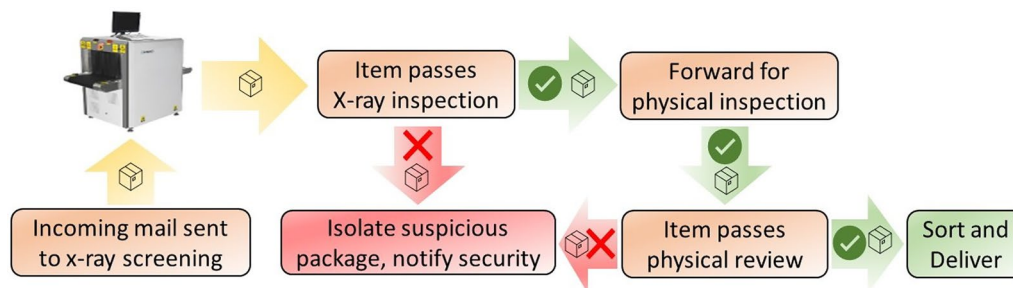 Item passes
X-ray inspection
Forward for
physical inspection
Incoming mail sent
to x-ray screening
Isolate suspicious
package, notify security
Item passes
physical review
Sort and
Deliver